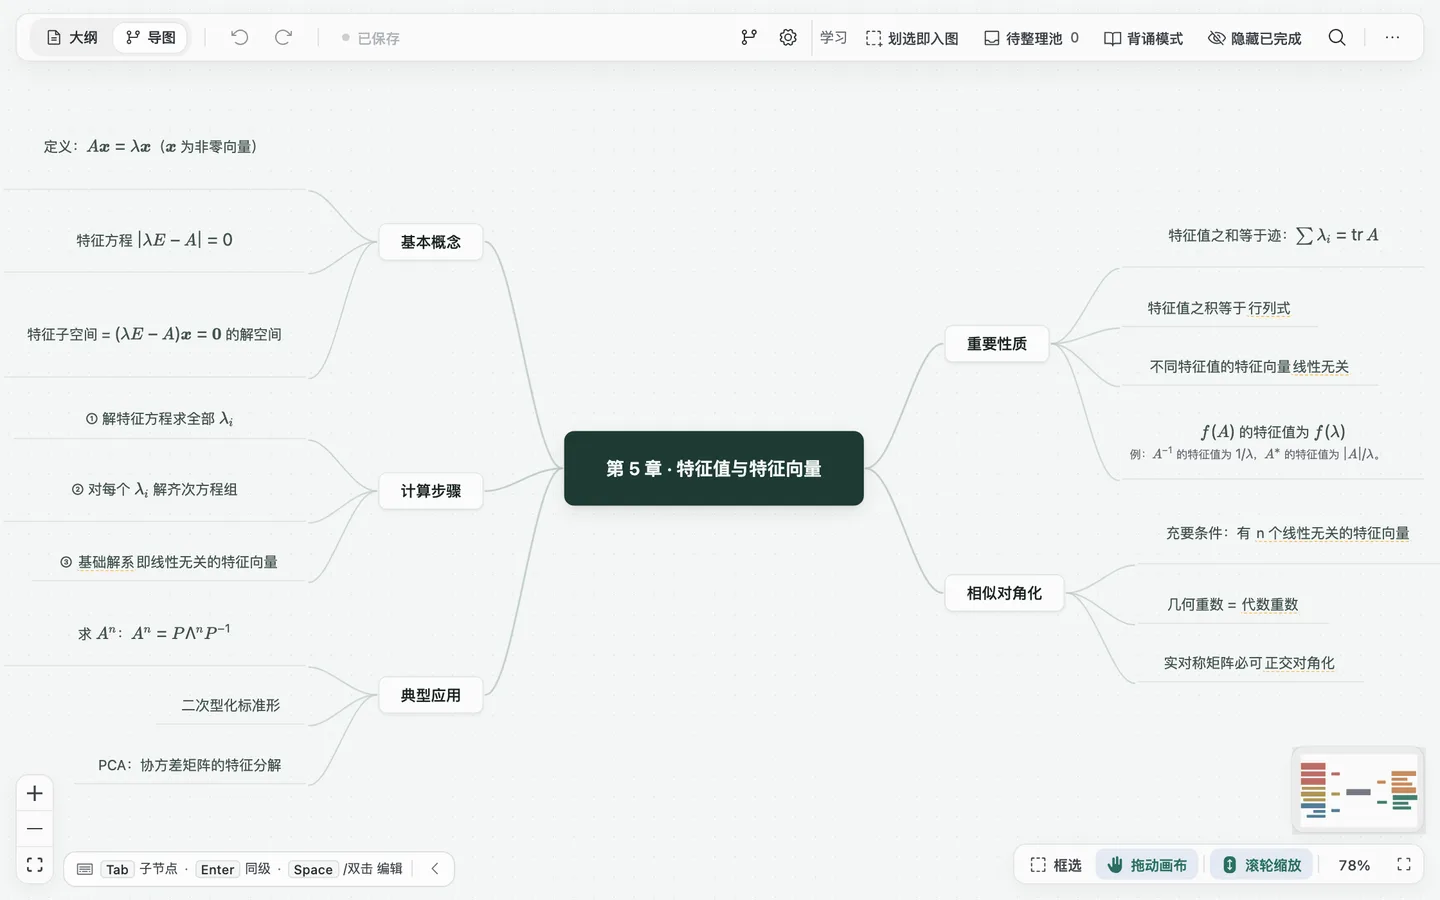 大纲 导图 已保存 学习 划选即入图 待整理池 0 背诵模式 隐藏已完成 ···
定义：Ax = λx（x 为非零向量）
特征方程 |λE − A| = 0
特征子空间 = (λE − A)x = 0 的解空间
基本概念
① 解特征方程求全部 λᵢ
② 对每个 λᵢ 解齐次方程组
③ 基础解系即线性无关的特征向量
计算步骤
求 Aⁿ：Aⁿ = PΛⁿP⁻¹
二次型化标准形
PCA：协方差矩阵的特征分解
典型应用
第 5 章 · 特征值与特征向量
重要性质
特征值之和等于迹：∑ λᵢ = tr A
特征值之积等于行列式
不同特征值的特征向量线性无关
f(A) 的特征值为 f(λ)
例：A⁻¹ 的特征值为 1/λ，A* 的特征值为 |A|/λ。
相似对角化
充要条件：有 n 个线性无关的特征向量
几何重数 = 代数重数
实对称矩阵必可正交对角化
Tab 子节点 · Enter 同级 · Space /双击 编辑
框选 拖动画布 滚轮缩放 78%